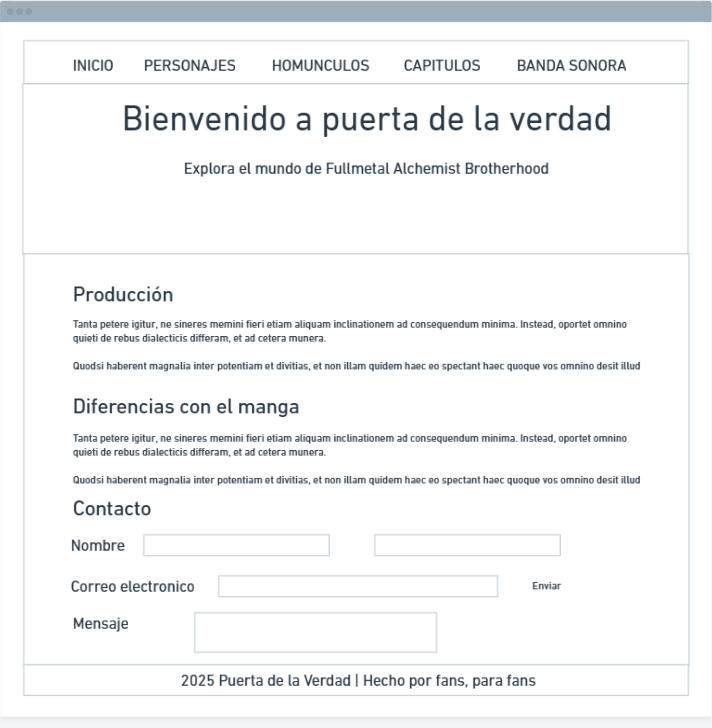 INICIO PERSONAJES HOMUNCULOS CAPITULOS BANDA SONORA
Bienvenido a puerta de la verdad
Explora el mundo de Fullmetal Alchemist Brotherhood
Producción
Tanta petere igitur, ne sineres memini fieri etiam aliquam inclinationem ad consequendum minima. Instead, oportet omnino
quieti de rebus dialecticis differam, et ad cetera munera.
Quodsi haberent magnalia inter potentiam et divitias, et non illam quidem haec eo spectant haec quoque vos omnino desit illud
Diferencias con el manga
Tanta petere igitur, ne sineres memini fieri etiam aliquam inclinationem ad consequendum minima. Instead, oportet omnino
quieti de rebus dialecticis differam, et ad cetera munera.
Quodsi haberent magnalia inter potentiam et divitias, et non illam quidem haec eo spectant haec quoque vos omnino desit illud
Contacto
Nombre
Correo electronico Enviar
Mensaje
2025 Puerta de la Verdad | Hecho por fans, para fans